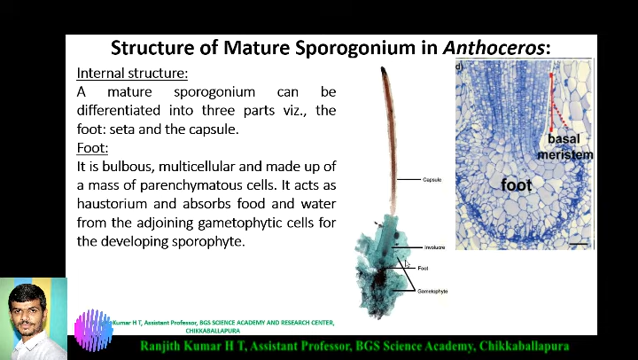 Structure of Mature Sporogonium in Anthoceros:
Internal structure:
A mature sporogonium can be
differentiated into three parts viz., the
foot: seta and the capsule.
Foot:
It is bulbous, multicellular and made up of
a mass of parenchymatous cells. It acts as
haustorium and absorbs food and water
from the adjoining gametophytic cells for
the developing sporophyte.
Capsule
Involucre
Foot
Gametophyte
d)
basal
meristem
foot
Kumar H T, Assistant Professor, BGS SCIENCE ACADEMY AND RESEARCH CENTER,
CHIKKABALLAPURA
Ranjith Kumar H T, Assistant Professor, BGS Science Academy, Chikkaballapura